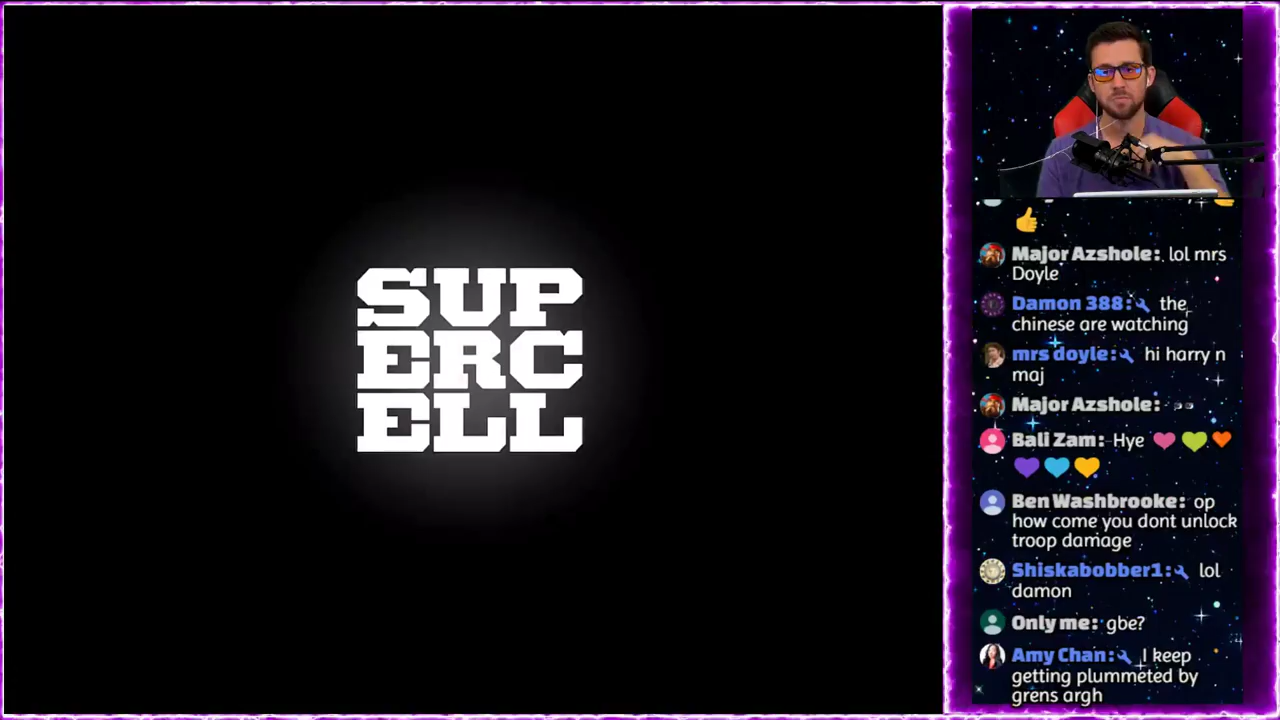 SUP
ERC
ELL
Major Azshole: lol mrs
Doyle
Damon 388: the
chinese are watching
mrs doyle: hi harry n
maj
Major Azshole:
Bali Zam: Hye
Ben Washbrooke: op
how come you dont unlock
troop damage
Shiskabobber1: lol
damon
Only me: gbe?
Amy Chan: I keep
getting plummeted by
grens argh